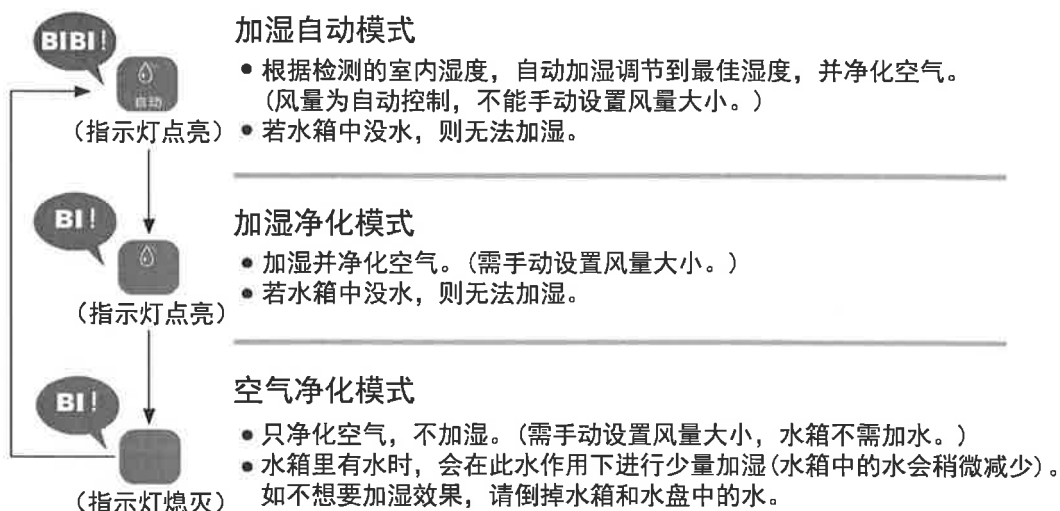 BIBI!
自动
(指示灯点亮)
加湿自动模式
● 根据检测的室内湿度，自动加湿调节到最佳湿度，并净化空气。
(风量为自动控制，不能手动设置风量大小。)
● 若水箱中没水，则无法加湿。
BI!
(指示灯点亮)
加湿净化模式
● 加湿并净化空气。(需手动设置风量大小。)
● 若水箱中没水，则无法加湿。
BI!
(指示灯熄灭)
空气净化模式
● 只净化空气，不加湿。(需手动设置风量大小，水箱不需加水。)
● 水箱里有水时，会在此水作用下进行少量加湿(水箱中的水会稍微减少)。
如不想要加湿效果，请倒掉水箱和水盘中的水。